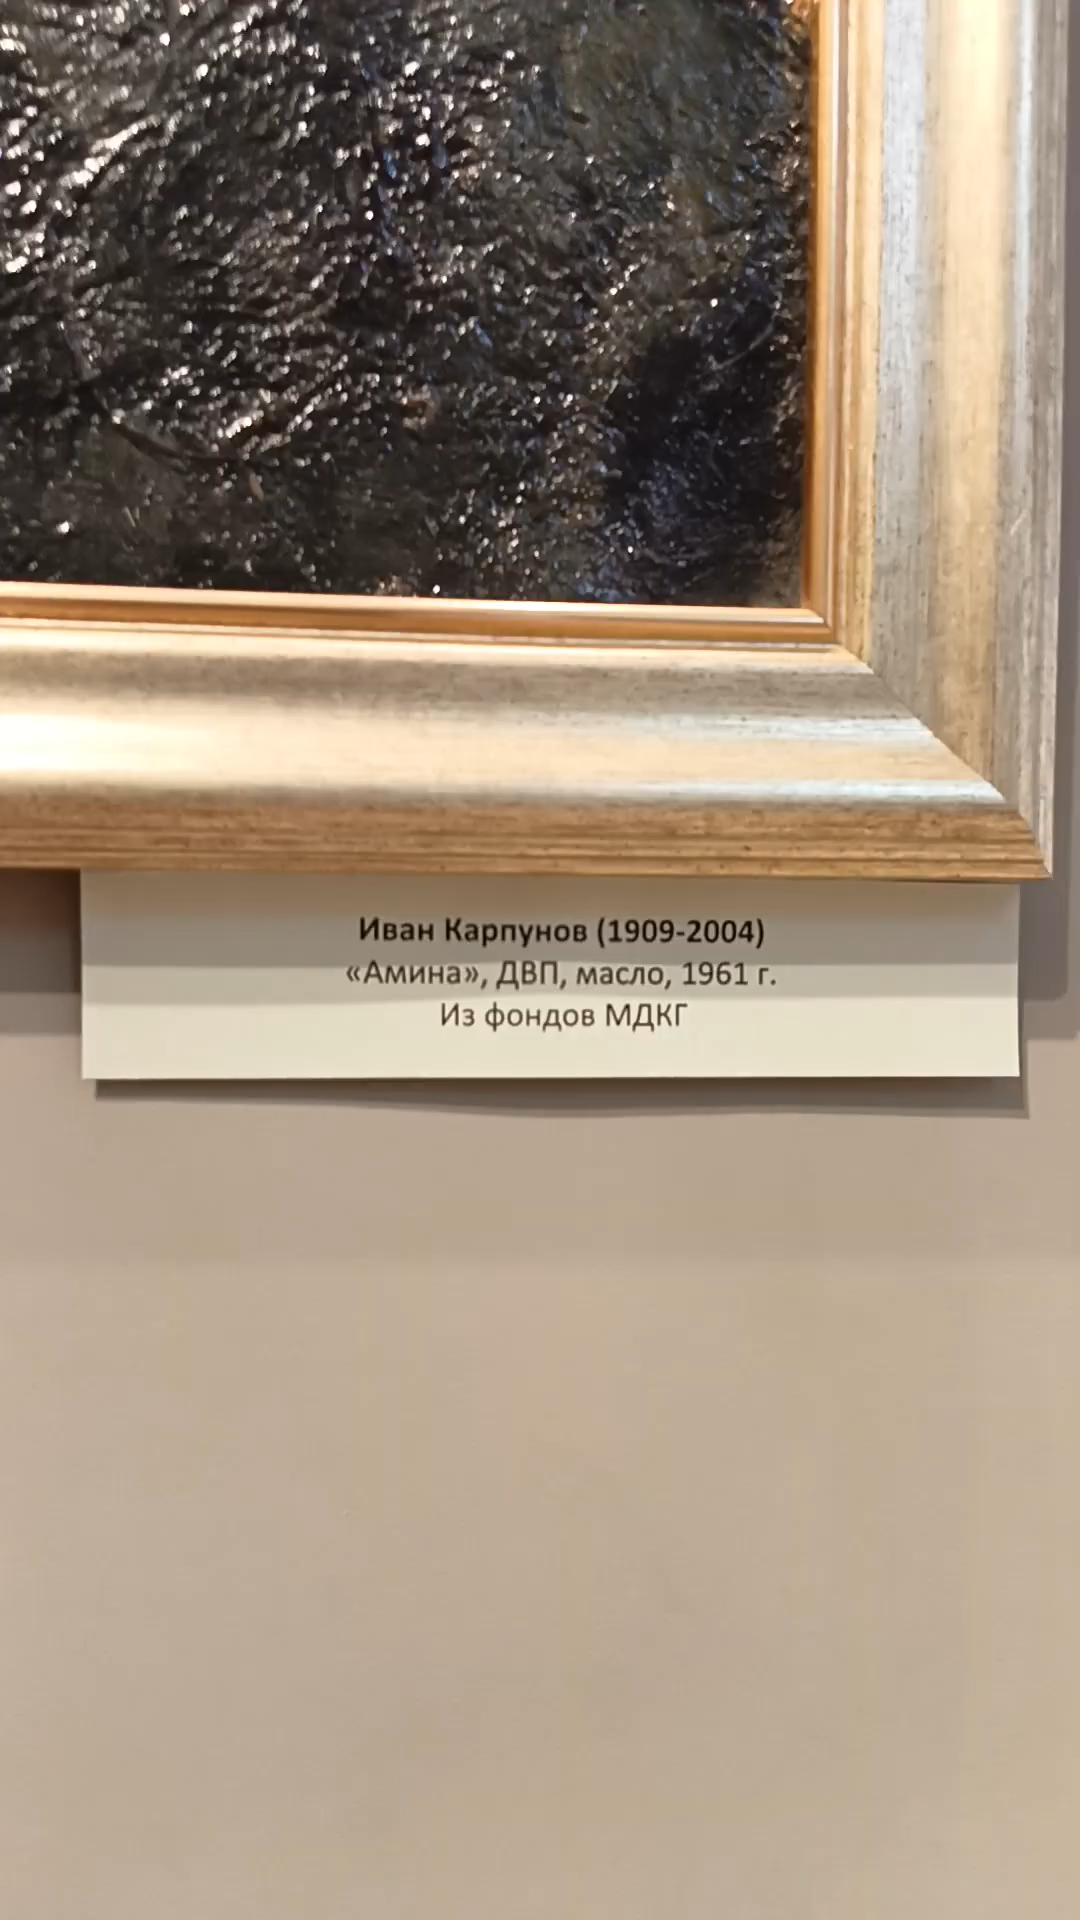 Иван Карпунов (1909-2004)
«Амина», ДВП, масло, 1961 г.
Из фондов МДКГ